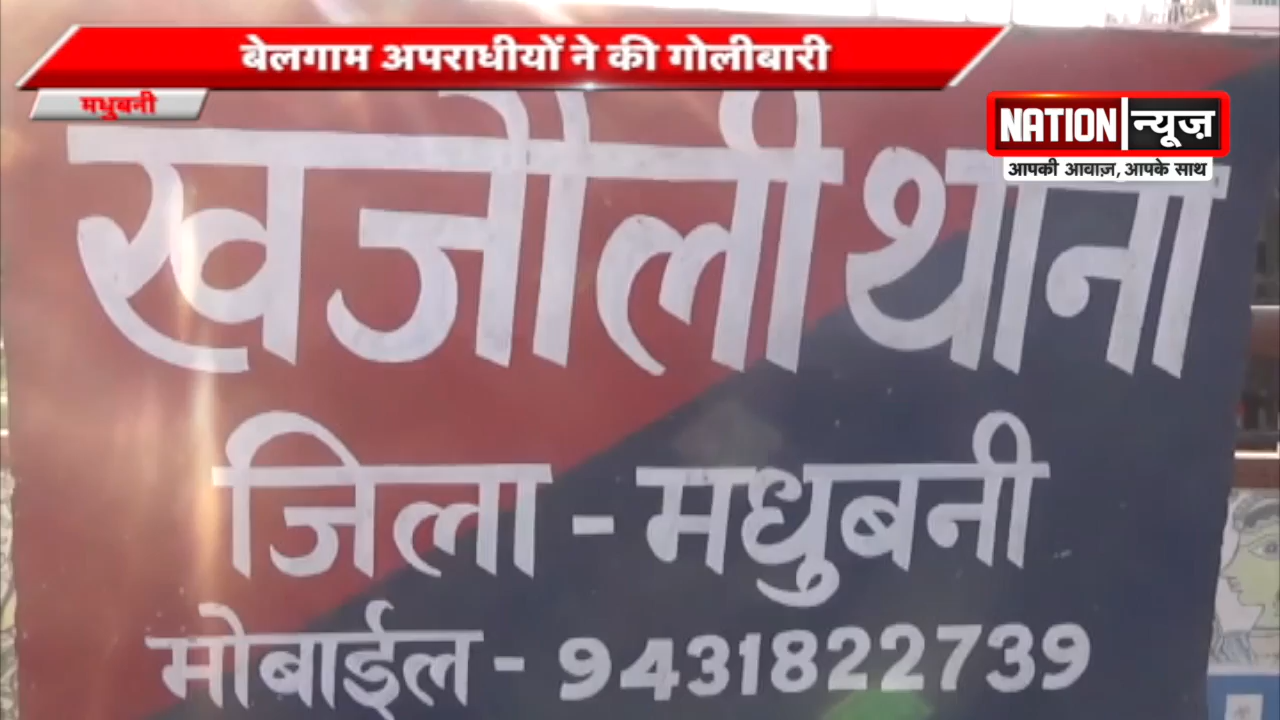 बेलगाम अपराधीयों ने की गोलीबारी
मधुबनी
NATION न्यूज़
आपकी आवाज़, आपके साथ
खजौली थाना
जिला - मधुबनी
मोबाईल - 9431822739